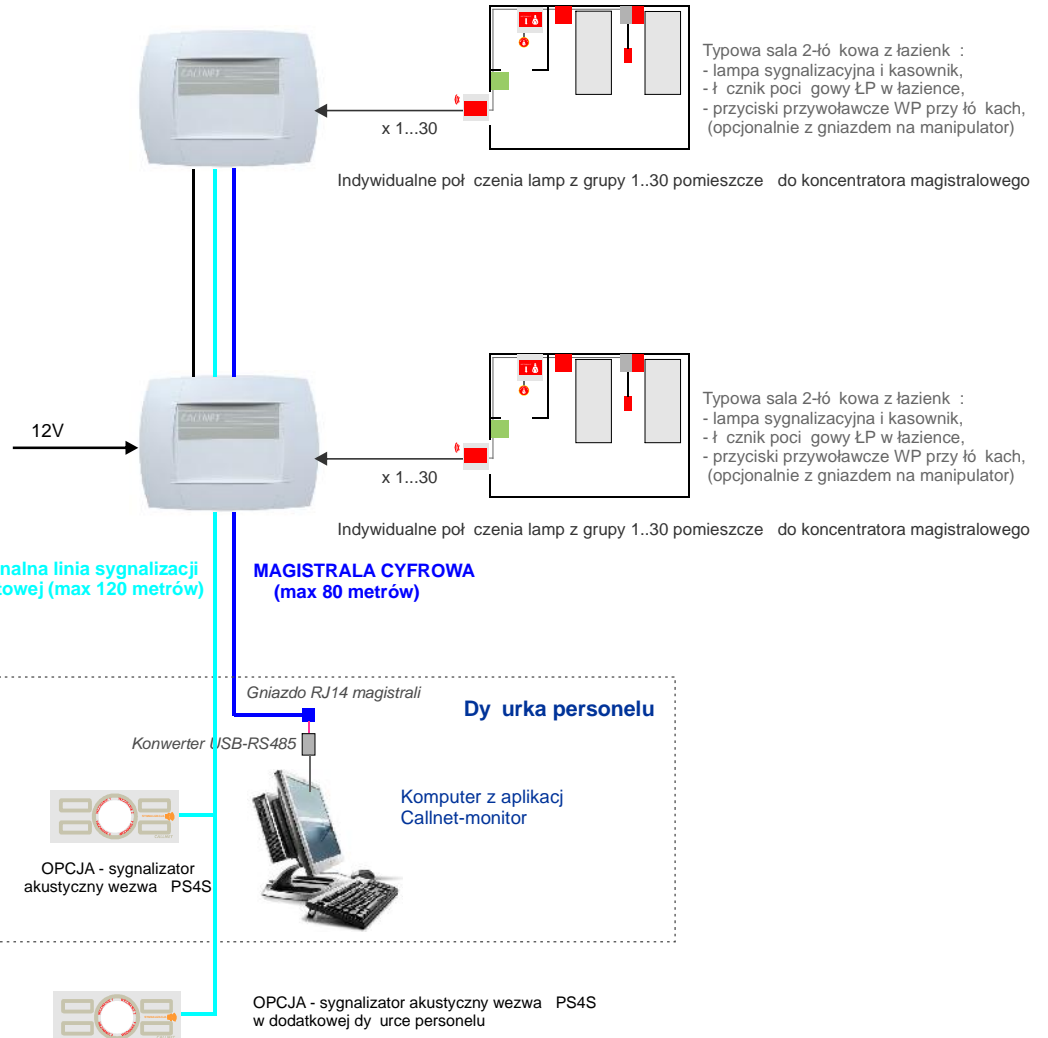 CALLNET
Typowa sala 2-łó kowa z łazienk :
- lampa sygnalizacyjna i kasownik,
- ł cznik poci gowy ŁP w łazience,
- przyciski przywoławcze WP przy łó kach,
(opcjonalnie z gniazdem na manipulator)
x 1...30
Indywidualne poł czenia lamp z grupy 1..30 pomieszcze do koncentratora magistralowego
CALLNET
12V
Typowa sala 2-łó kowa z łazienk :
- lampa sygnalizacyjna i kasownik,
- ł cznik poci gowy ŁP w łazience,
- przyciski przywoławcze WP przy łó kach,
(opcjonalnie z gniazdem na manipulator)
x 1...30
Indywidualne poł czenia lamp z grupy 1..30 pomieszcze do koncentratora magistralowego
nalna linia sygnalizacji
owej (max 120 metrów)
MAGISTRALA CYFROWA
(max 80 metrów)
Gniazdo RJ14 magistrali
Dy urka personelu
Konwerter USB-RS485
Komputer z aplikacj
Callnet-monitor
OPCJA - sygnalizator
akustyczny wezwa PS4S
OPCJA - sygnalizator akustyczny wezwa PS4S
w dodatkowej dy urce personelu